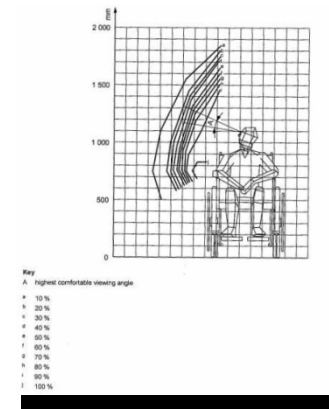 mm
2 000
1 500
1 000
500
0
A
Key
A highest comfortable viewing angle
a 10 %
b 20 %
c 30 %
d 40 %
e 50 %
f 60 %
g 70 %
h 80 %
i 90 %
j 100 %